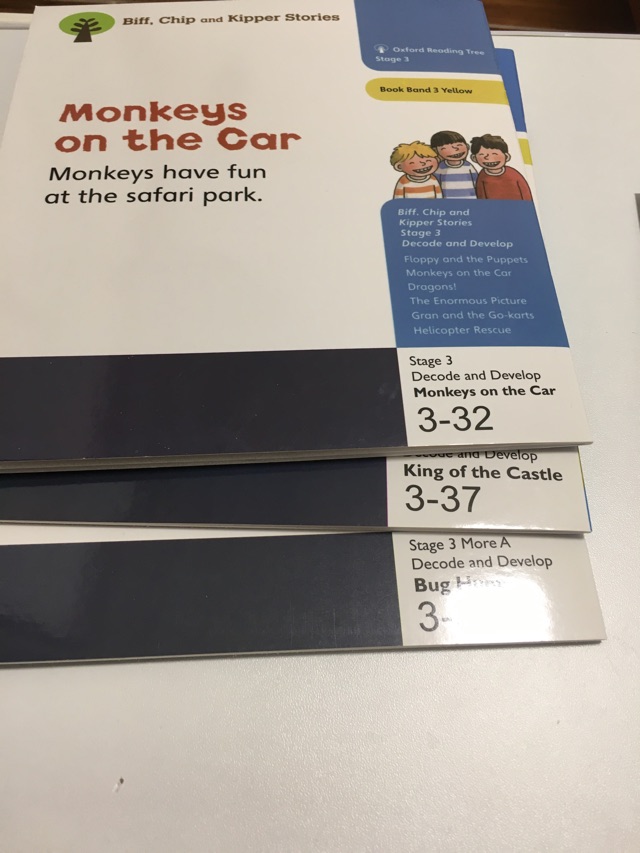 Biff, Chip and Kipper Stories
Oxford Reading Tree
Stage 3
Book Band 3 Yellow
Monkeys
on the Car
Monkeys have fun
at the safari park.
Biff, Chip and
Kipper Stories
Stage 3
Decode and Develop
Floppy and the Puppets
Monkeys on the Car
Dragons!
The Enormous Picture
Gran and the Go-karts
Helicopter Rescue
Stage 3
Decode and Develop
Monkeys on the Car
3-32
Decode and Develop
King of the Castle
3-37
Stage 3 More A
Decode and Develop
Bug
3-